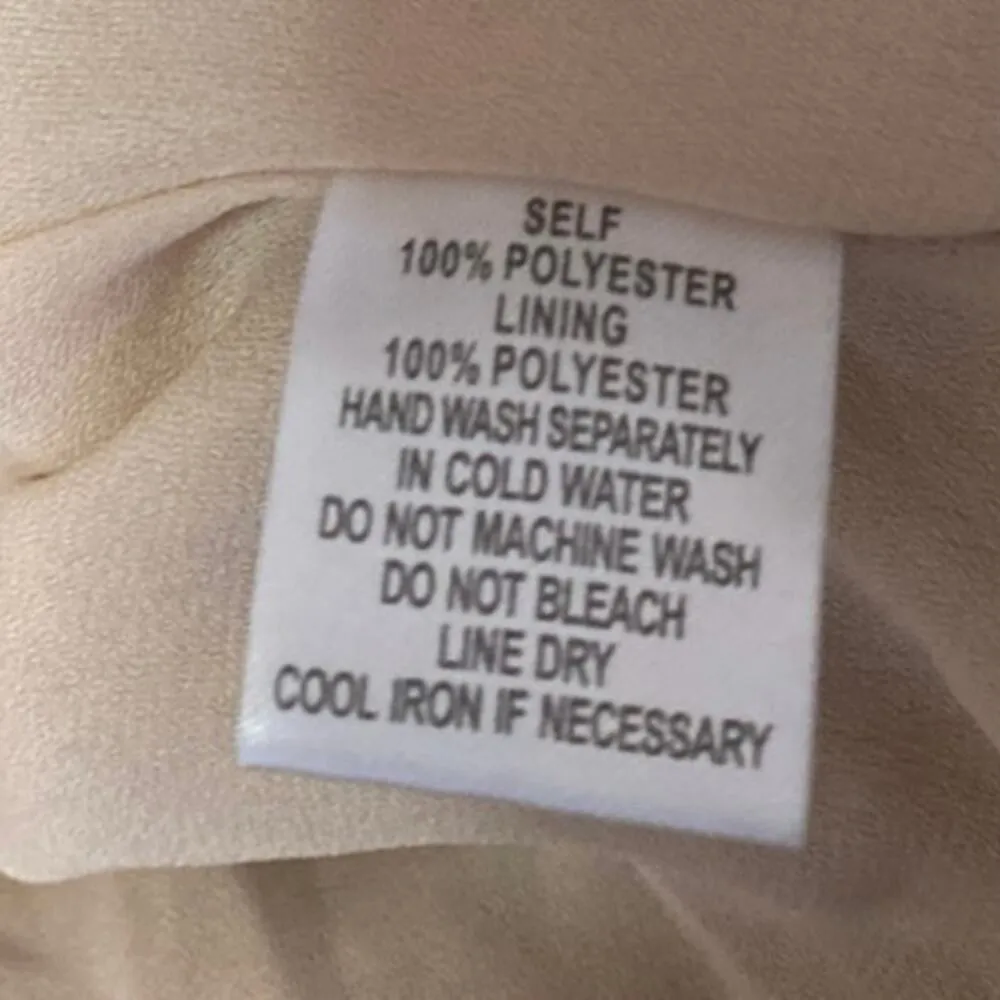 SELF
100% POLYESTER
LINING
100% POLYESTER
HAND WASH SEPARATELY
IN COLD WATER
DO NOT MACHINE WASH
DO NOT BLEACH
LINE DRY
COOL IRON IF NECESSARY